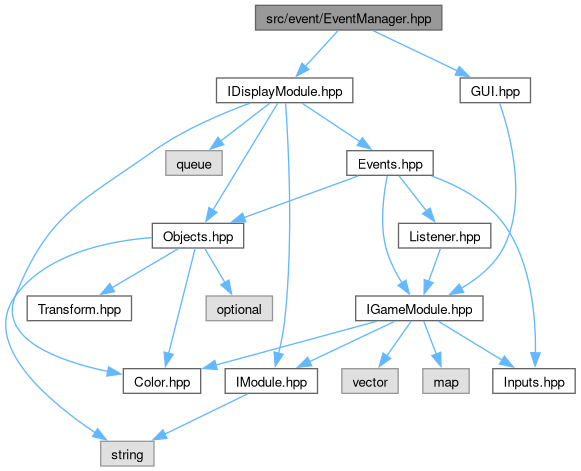 src/event/EventManager.hpp
IDisplayModule.hpp
GUI.hpp
queue
Events.hpp
Objects.hpp
Listener.hpp
Transform.hpp
optional
IGameModule.hpp
Color.hpp
IModule.hpp
vector
map
Inputs.hpp
string